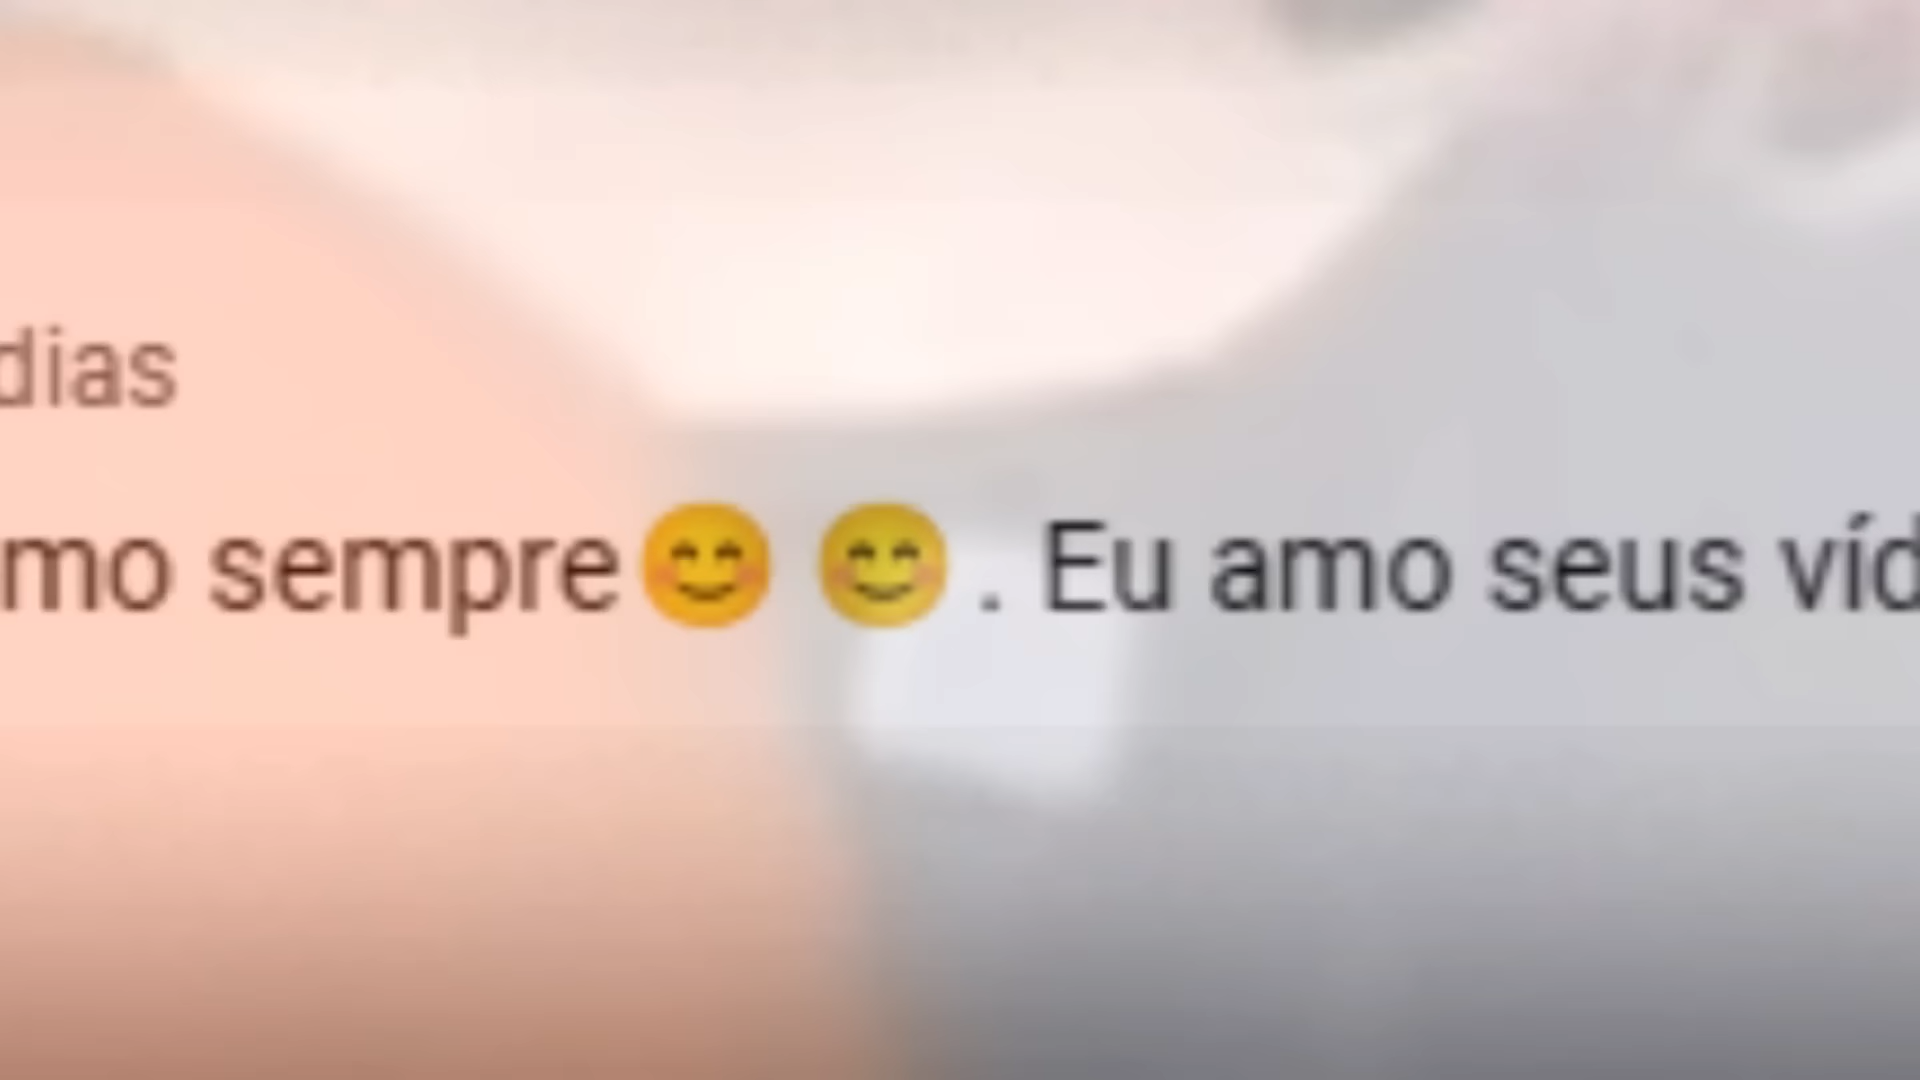 dias
mo sempre😊 😊 . Eu amo seus víd